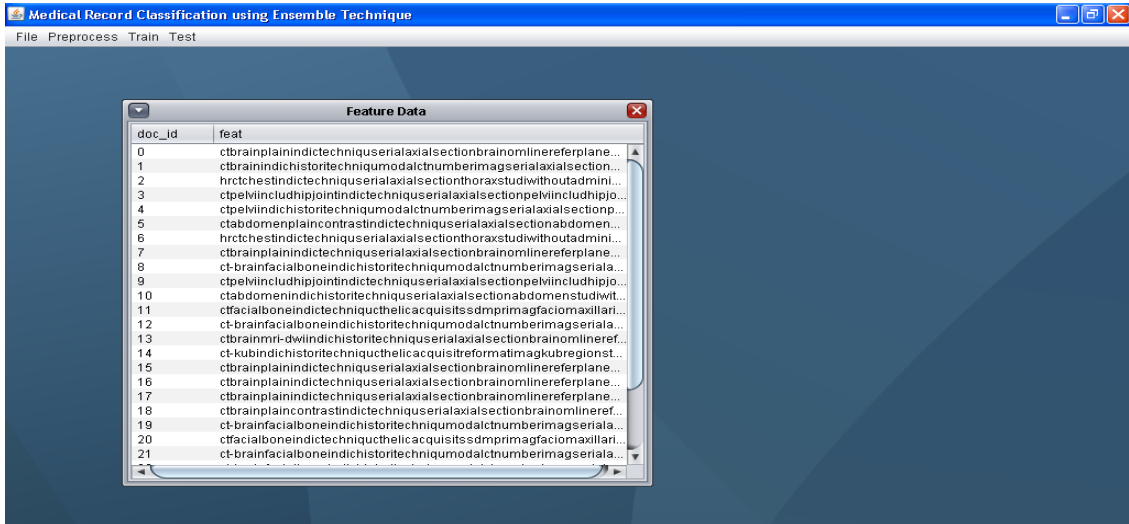 Medical Record Classification using Ensemble Technique
File Preprocess Train Test
Feature Data
doc_id feat
0 ctbrainplainindictechniquserialaxialsectionbrainomlinereferplane...
1 ctbrainindichistoritechniqumodalctnumberimagserialaxialsection...
2 hrctchestindictechniquserialaxialsectionthoraxstudiwithoutadmini...
3 ctpelviincludhipjointindictechniquserialaxialsectionpelviincludhipjo...
4 ctpelviindichistoritechniqumodalctnumberimagserialaxialsectionp...
5 ctabdomenplaincontrastindictechniquserialaxialsectionabdomen...
6 hrctchestindictechniquserialaxialsectionthoraxstudiwithoutadmini...
7 ctbrainplainindictechniquserialaxialsectionbrainomlinereferplane...
8 ct-brainfacialboneindichistoritechniqumodalctnumberimagseriala...
9 ctpelviincludhipjointindictechniquserialaxialsectionpelviincludhipjo...
10 ctabdomenindichistoritechniquserialaxialsectionabdomenstudiwit...
11 ctfacialboneindictechniqucthelicacquisitssdmprimagfaciomaxillari...
12 ct-brainfacialboneindichistoritechniqumodalctnumberimagseriala...
13 ctbrainmri-dwiindichistoritechniquserialaxialsectionbrainomlineref...
14 ct-kubindichistoritechniqucthelicacquisitreformatimagkubregionst...
15 ctbrainplainindictechniquserialaxialsectionbrainomlinereferplane...
16 ctbrainplainindictechniquserialaxialsectionbrainomlinereferplane...
17 ctbrainplainindictechniquserialaxialsectionbrainomlinereferplane...
18 ctbrainplaincontrastindictechniquserialaxialsectionbrainomlineref...
19 ct-brainfacialboneindichistoritechniqumodalctnumberimagseriala...
20 ctfacialboneindictechniqucthelicacquisitssdmprimagfaciomaxillari...
21 ct-brainfacialboneindichistoritechniqumodalctnumberimagseriala...